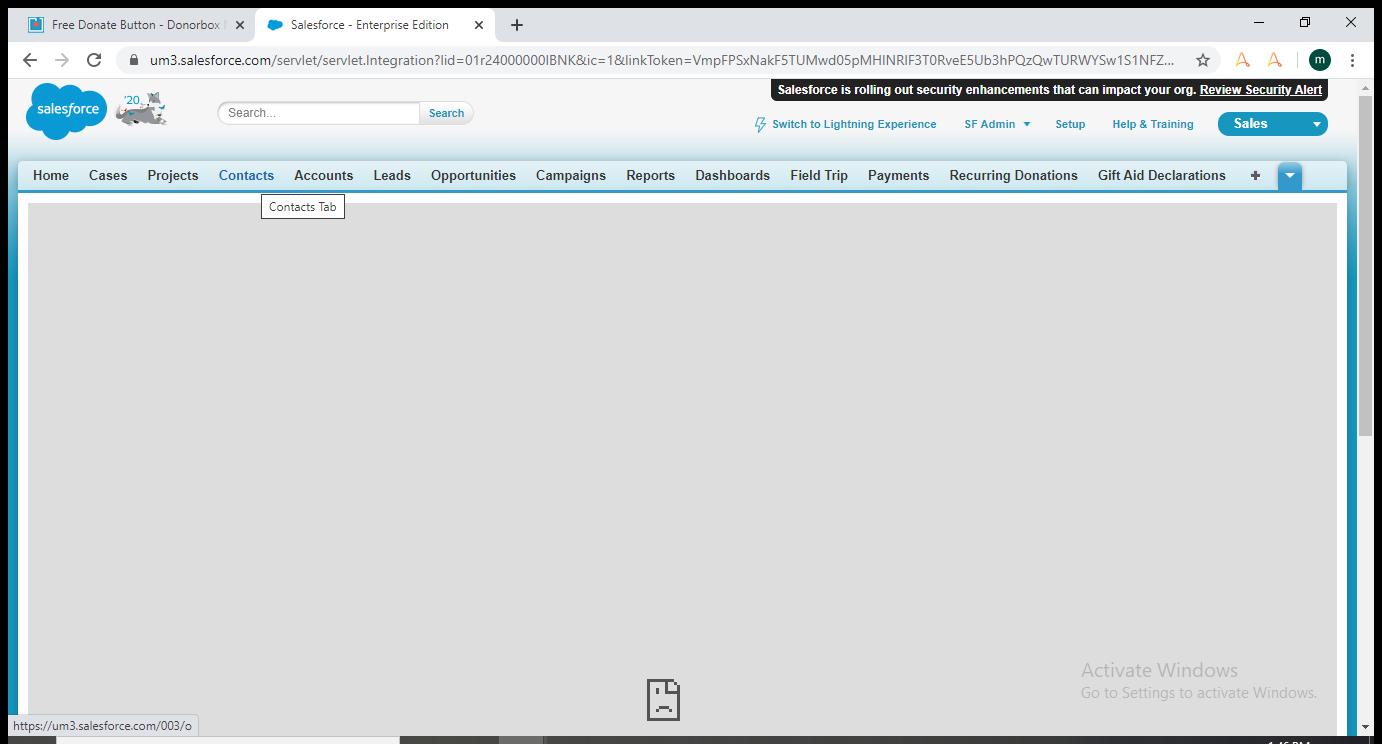 Free Donate Button - Donorbox
Salesforce - Enterprise Edition
um3.salesforce.com/servlet/servlet.Integration?lid=01r24000000IBNK&ic=1&linkToken=VmpFPSxNakF5TUMwd05pMHlNRlF3T0RveE5Ub3hPQzQwTURWYSw1S1NFZ...
m
Salesforce is rolling out security enhancements that can impact your org. Review Security Alert
salesforce
'20
Search...
Search
Switch to Lightning Experience
SF Admin
Setup
Help & Training
Sales
Home Cases Projects Contacts Accounts Leads Opportunities Campaigns Reports Dashboards Field Trip Payments Recurring Donations Gift Aid Declarations +
Contacts Tab
Activate Windows
Go to Settings to activate Windows.
https://um3.salesforce.com/003/o